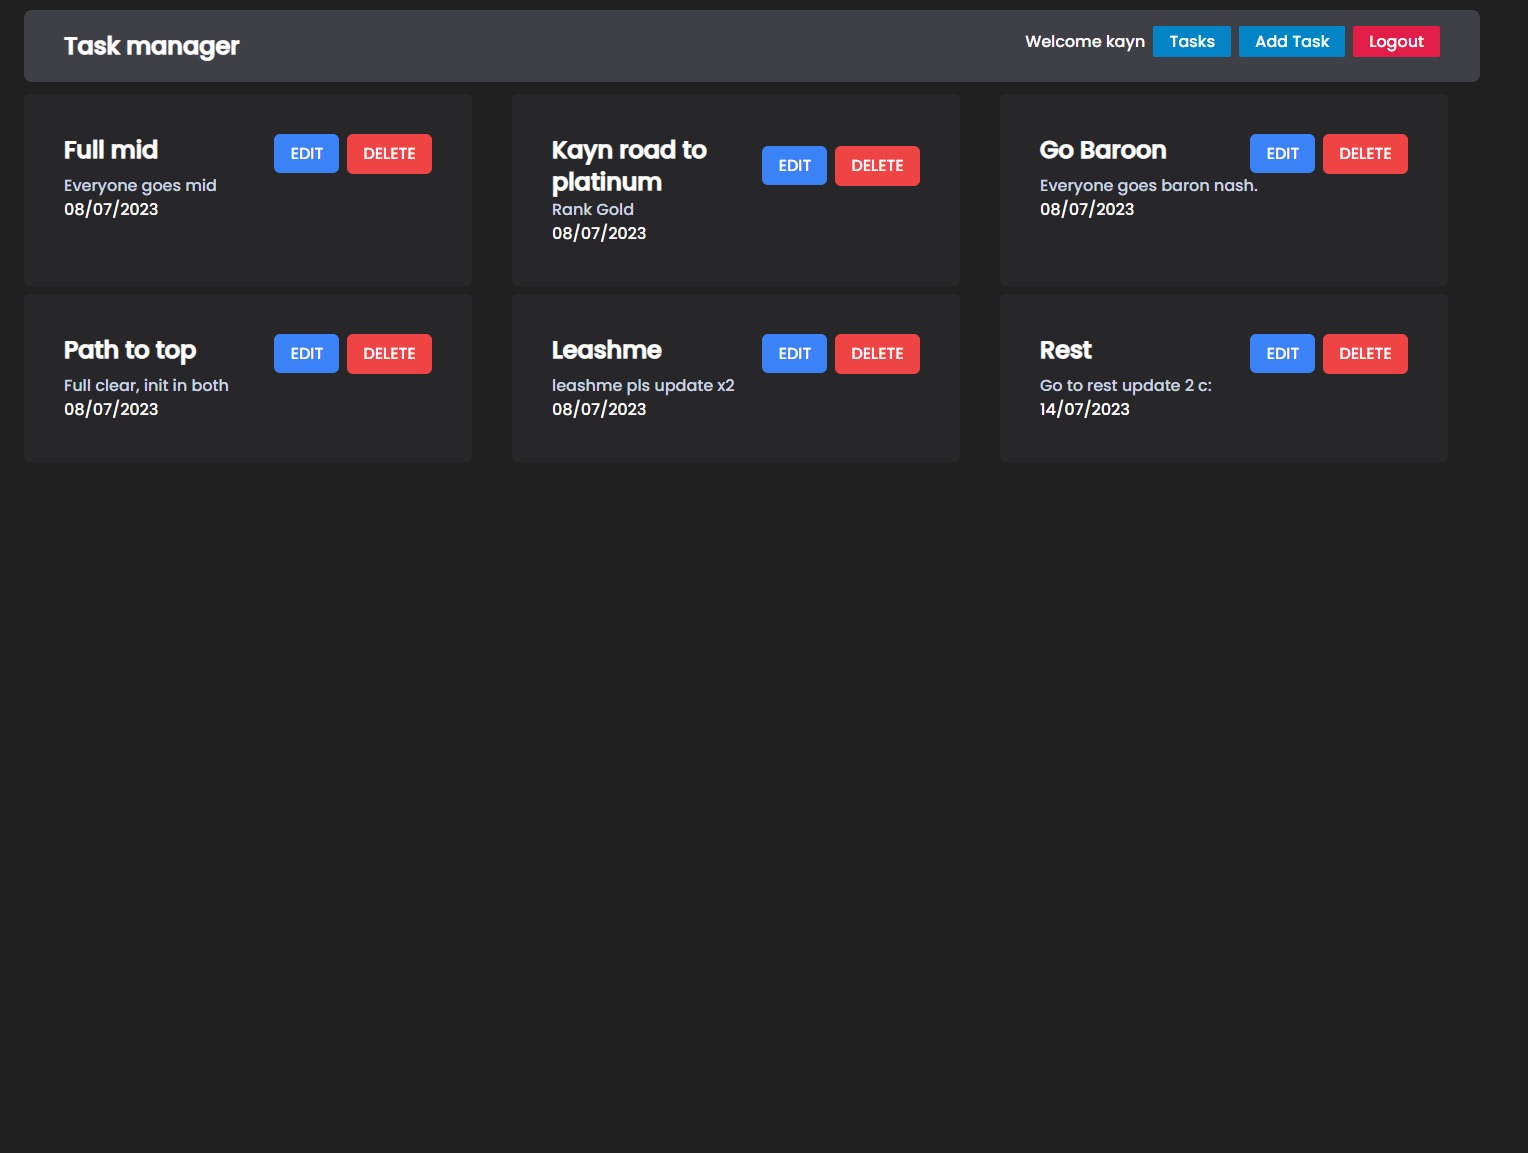 Task manager
Welcome kayn Tasks Add Task Logout
Full mid
EDIT DELETE
Everyone goes mid
08/07/2023
Kayn road to
platinum
EDIT DELETE
Rank Gold
08/07/2023
Go Baroon
EDIT DELETE
Everyone goes baron nash.
08/07/2023
Path to top
EDIT DELETE
Full clear, init in both
08/07/2023
Leashme
EDIT DELETE
leashme pls update x2
08/07/2023
Rest
EDIT DELETE
Go to rest update 2 c:
14/07/2023